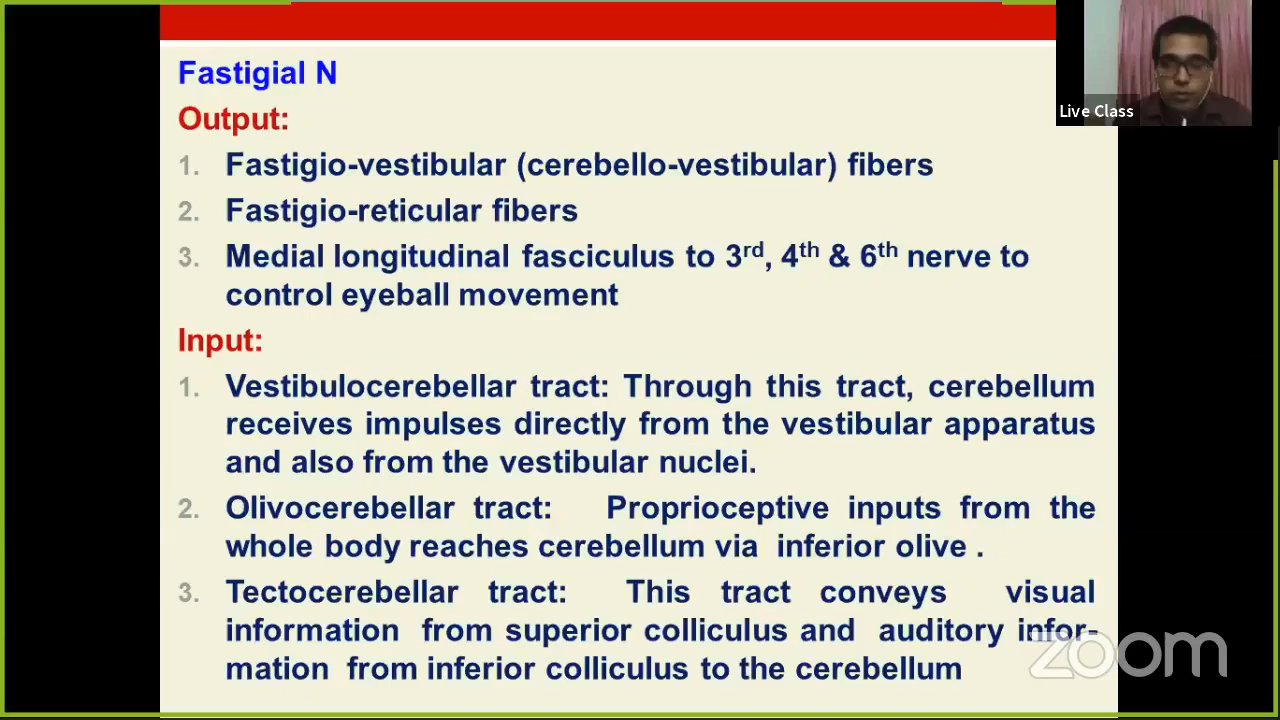 Fastigial N
Live Class
Output:
1. Fastigio-vestibular (cerebello-vestibular) fibers
2. Fastigio-reticular fibers
3. Medial longitudinal fasciculus to 3rd, 4th & 6th nerve to
control eyeball movement
Input:
1. Vestibulocerebellar tract: Through this tract, cerebellum
receives impulses directly from the vestibular apparatus
and also from the vestibular nuclei.
2. Olivocerebellar tract: Proprioceptive inputs from the
whole body reaches cerebellum via inferior olive .
3. Tectocerebellar tract: This tract conveys visual
information from superior colliculus and auditory infor-
mation from inferior colliculus to the cerebellum
zoom